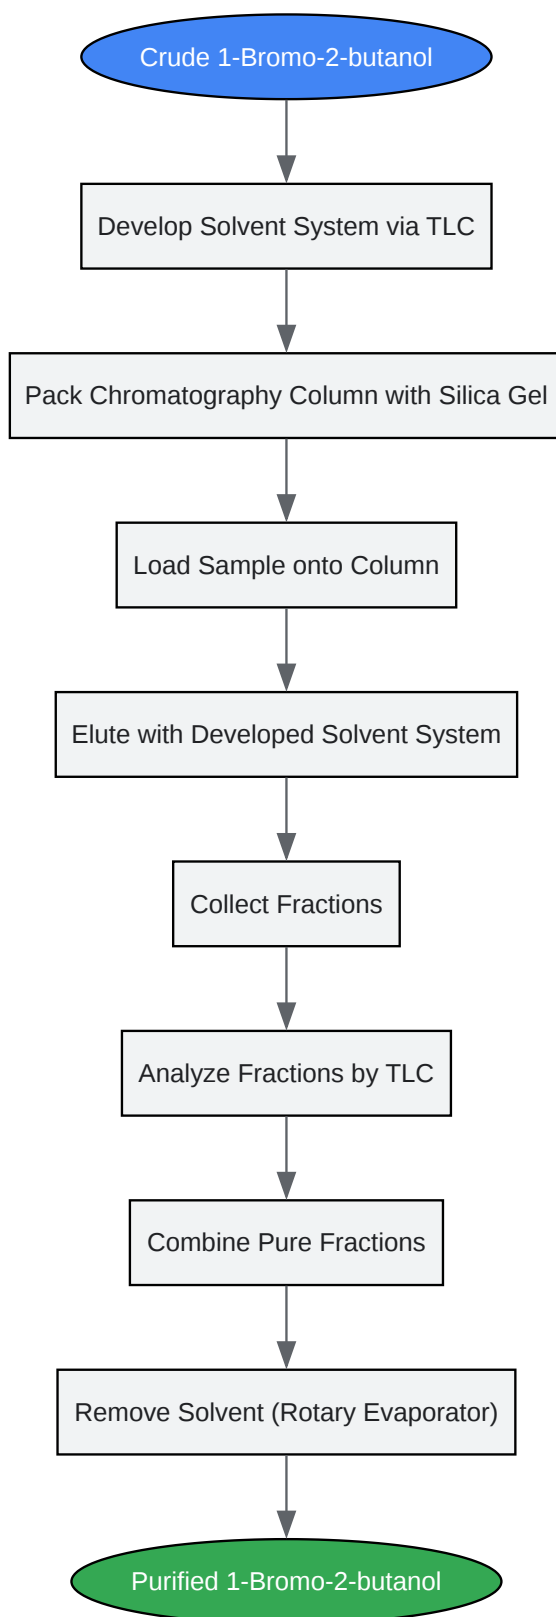 Crude 1-Bromo-2-butanol
Develop Solvent System via TLC
Pack Chromatography Column with Silica Gel
Load Sample onto Column
Elute with Developed Solvent System
Collect Fractions
Analyze Fractions by TLC
Combine Pure Fractions
Remove Solvent (Rotary Evaporator)
Purified 1-Bromo-2-butanol